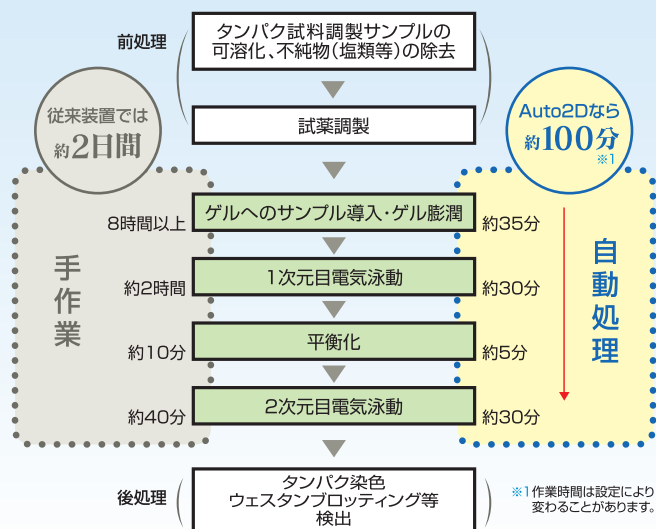 前処理
タンパク試料調製サンプルの
可溶化、不純物(塩類等)の除去
試薬調製
従来装置では
約2日間
Auto2Dなら
約100分
※1
手作業
自動処理
8時間以上
ゲルへのサンプル導入・ゲル膨潤
約35分
約2時間
1次元目電気泳動
約30分
約10分
平衡化
約5分
約40分
2次元目電気泳動
約30分
後処理
タンパク染色
ウェスタンブロッティング等
検出
※1作業時間は設定により
変わることがあります。